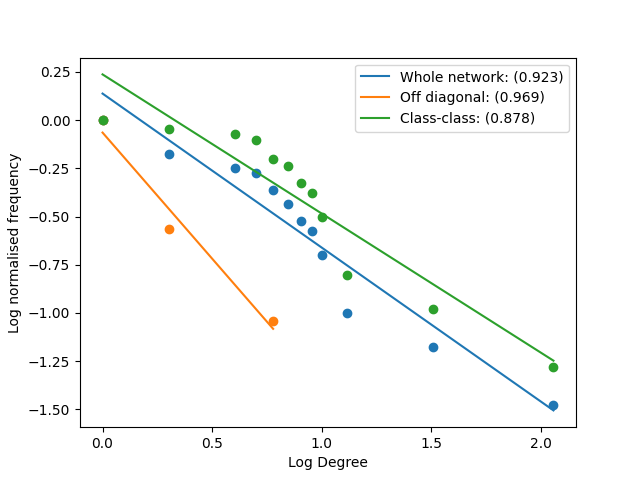 Whole network: (0.923)
Off diagonal: (0.969)
Class-class: (0.878)
0.25
0.00
−0.25
−0.50
−0.75
−1.00
−1.25
−1.50
Log normalised frequency
0.0
0.5
1.0
1.5
2.0
Log Degree